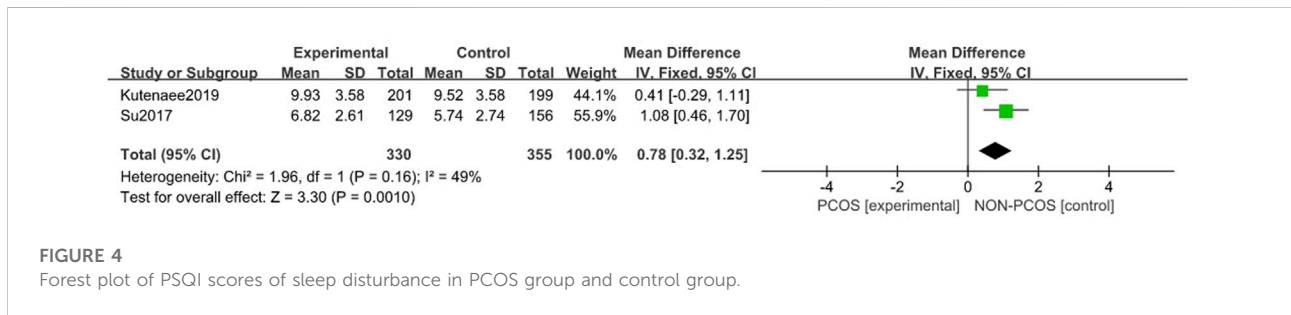 Experimental Control Mean Difference Mean Difference
Study or Subgroup Mean SD Total Mean SD Total Weight IV, Fixed, 95% CI IV, Fixed, 95% CI
Kutenaee2019 9.93 3.58 201 9.52 3.58 199 44.1% 0.41 [-0.29, 1.11]
Su2017 6.82 2.61 129 5.74 2.74 156 55.9% 1.08 [0.46, 1.70]
Total (95% CI) 330 355 100.0% 0.78 [0.32, 1.25]
Heterogeneity: Chi² = 1.96, df = 1 (P = 0.16); I² = 49%
Test for overall effect: Z = 3.30 (P = 0.0010)
-4 -2 0 2 4
PCOS [experimental] NON-PCOS [control]
FIGURE 4
Forest plot of PSQI scores of sleep disturbance in PCOS group and control group.